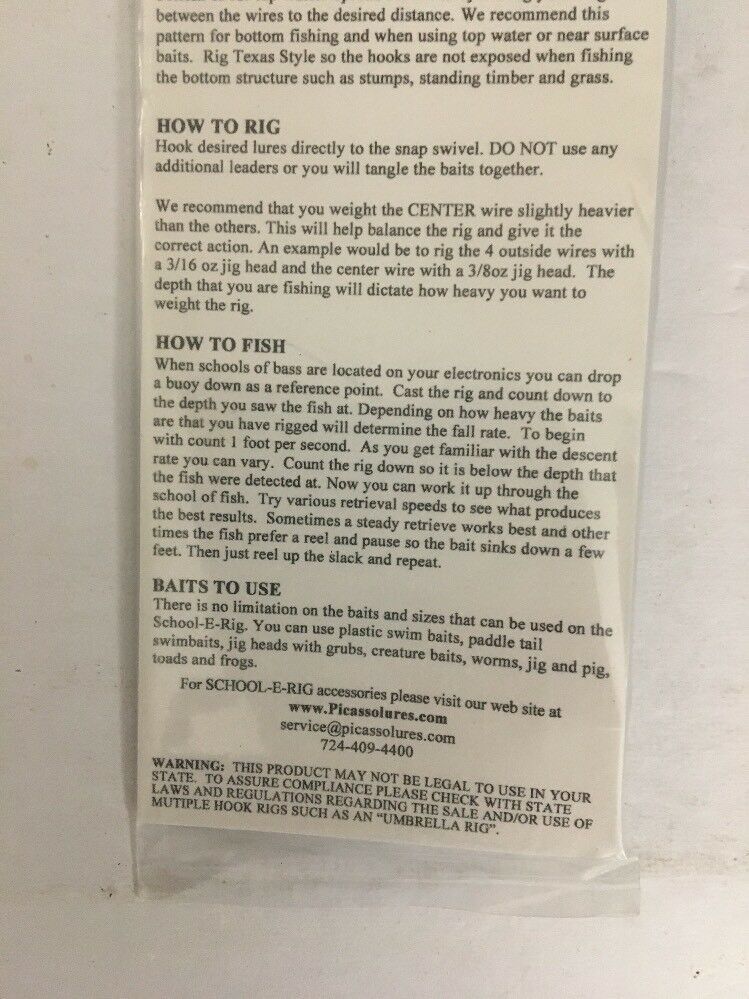 between the wires to the desired distance. We recommend this
pattern for bottom fishing and when using top water or near surface
baits. Rig Texas Style so the hooks are not exposed when fishing
the bottom structure such as stumps, standing timber and grass.
HOW TO RIG
Hook desired lures directly to the snap swivel. DO NOT use any
additional leaders or you will tangle the baits together.
We recommend that you weight the CENTER wire slightly heavier
than the others. This will help balance the rig and give it the
correct action. An example would be to rig the 4 outside wires with
a 3/16 oz jig head and the center wire with a 3/8oz jig head. The
depth that you are fishing will dictate how heavy you want to
weight the rig.
HOW TO FISH
When schools of bass are located on your electronics you can drop
a buoy down as a reference point. Cast the rig and count down to
the depth you saw the fish at. Depending on how heavy the baits
are that you have rigged will determine the fall rate. To begin
with count 1 foot per second. As you get familiar with the descent
rate you can vary. Count the rig down so it is below the depth that
the fish were detected at. Now you can work it up through the
school of fish. Try various retrieval speeds to see what produces
the best results. Sometimes a steady retrieve works best and other
times the fish prefer a reel and pause so the bait sinks down a few
feet. Then just reel up the slack and repeat.
BAITS TO USE
There is no limitation on the baits and sizes that can be used on the
School-E-Rig. You can use plastic swim baits, paddle tail
swimbaits, jig heads with grubs, creature baits, worms, jig and pig,
toads and frogs.
For SCHOOL-E-RIG accessories please visit our web site at
www.Picassolures.com
service@picassolures.com
724-409-4400
WARNING: THIS PRODUCT MAY NOT BE LEGAL TO USE IN YOUR
STATE. TO ASSURE COMPLIANCE PLEASE CHECK WITH STATE
LAWS AND REGULATIONS REGARDING THE SALE AND/OR USE OF
MUTIPLE HOOK RIGS SUCH AS AN "UMBRELLA RIG".